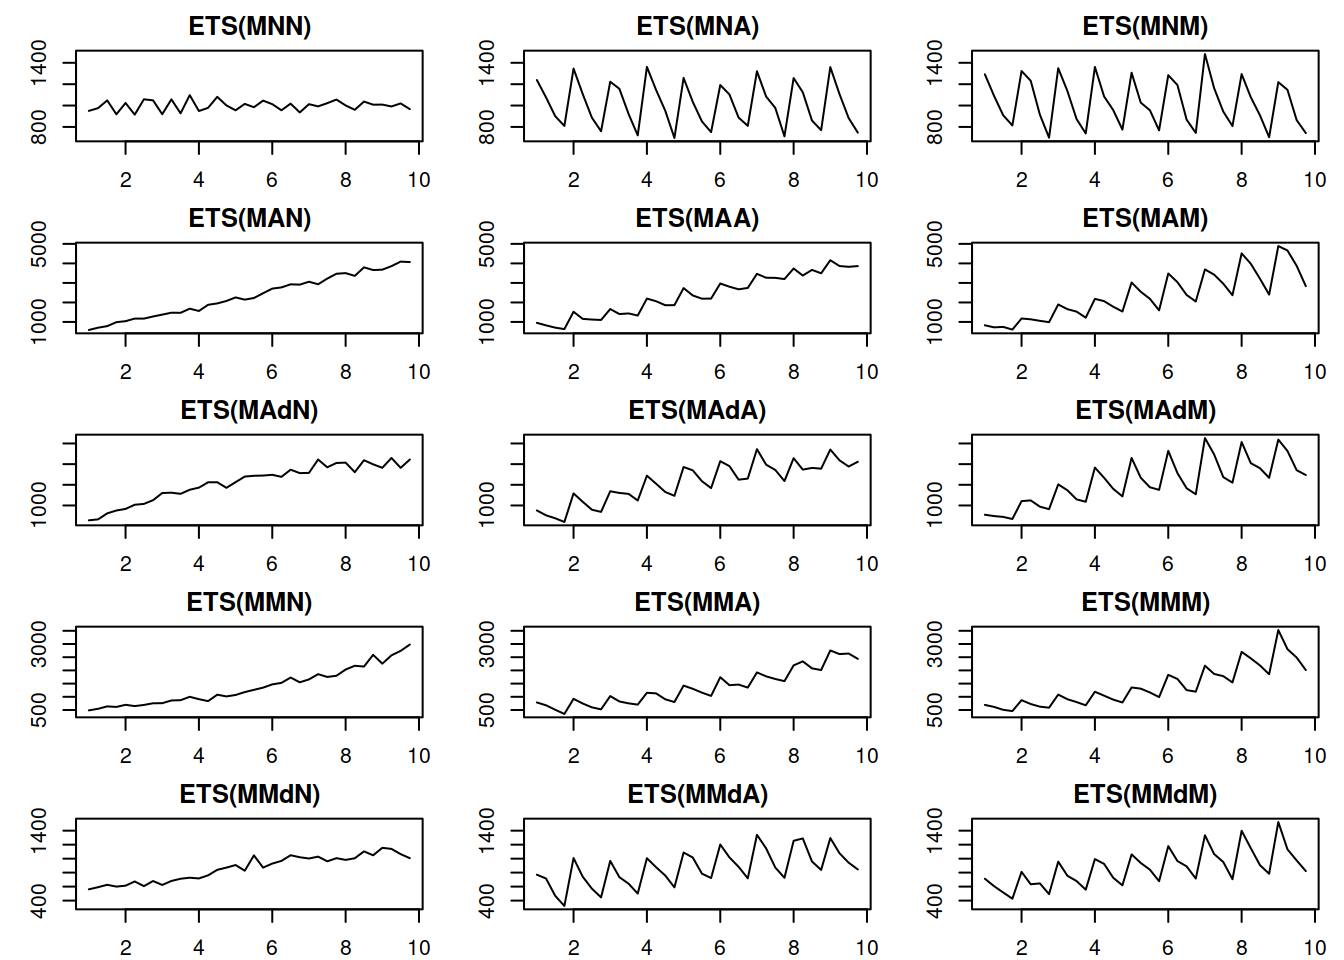 ETS(MNN) ETS(MNA) ETS(MNM)
1400 1400 1400
800 800 800
2 4 6 8 10 2 4 6 8 10 2 4 6 8 10
ETS(MAN) ETS(MAA) ETS(MAM)
5000 5000 5000
1000 1000 1000
2 4 6 8 10 2 4 6 8 10 2 4 6 8 10
ETS(MAdN) ETS(MAdA) ETS(MAdM)
1000 1000 1000
2 4 6 8 10 2 4 6 8 10 2 4 6 8 10
ETS(MMN) ETS(MMA) ETS(MMM)
3000 3000 3000
500 500 500
2 4 6 8 10 2 4 6 8 10 2 4 6 8 10
ETS(MMdN) ETS(MMdA) ETS(MMdM)
1400 1400 1400
400 400 400
2 4 6 8 10 2 4 6 8 10 2 4 6 8 10